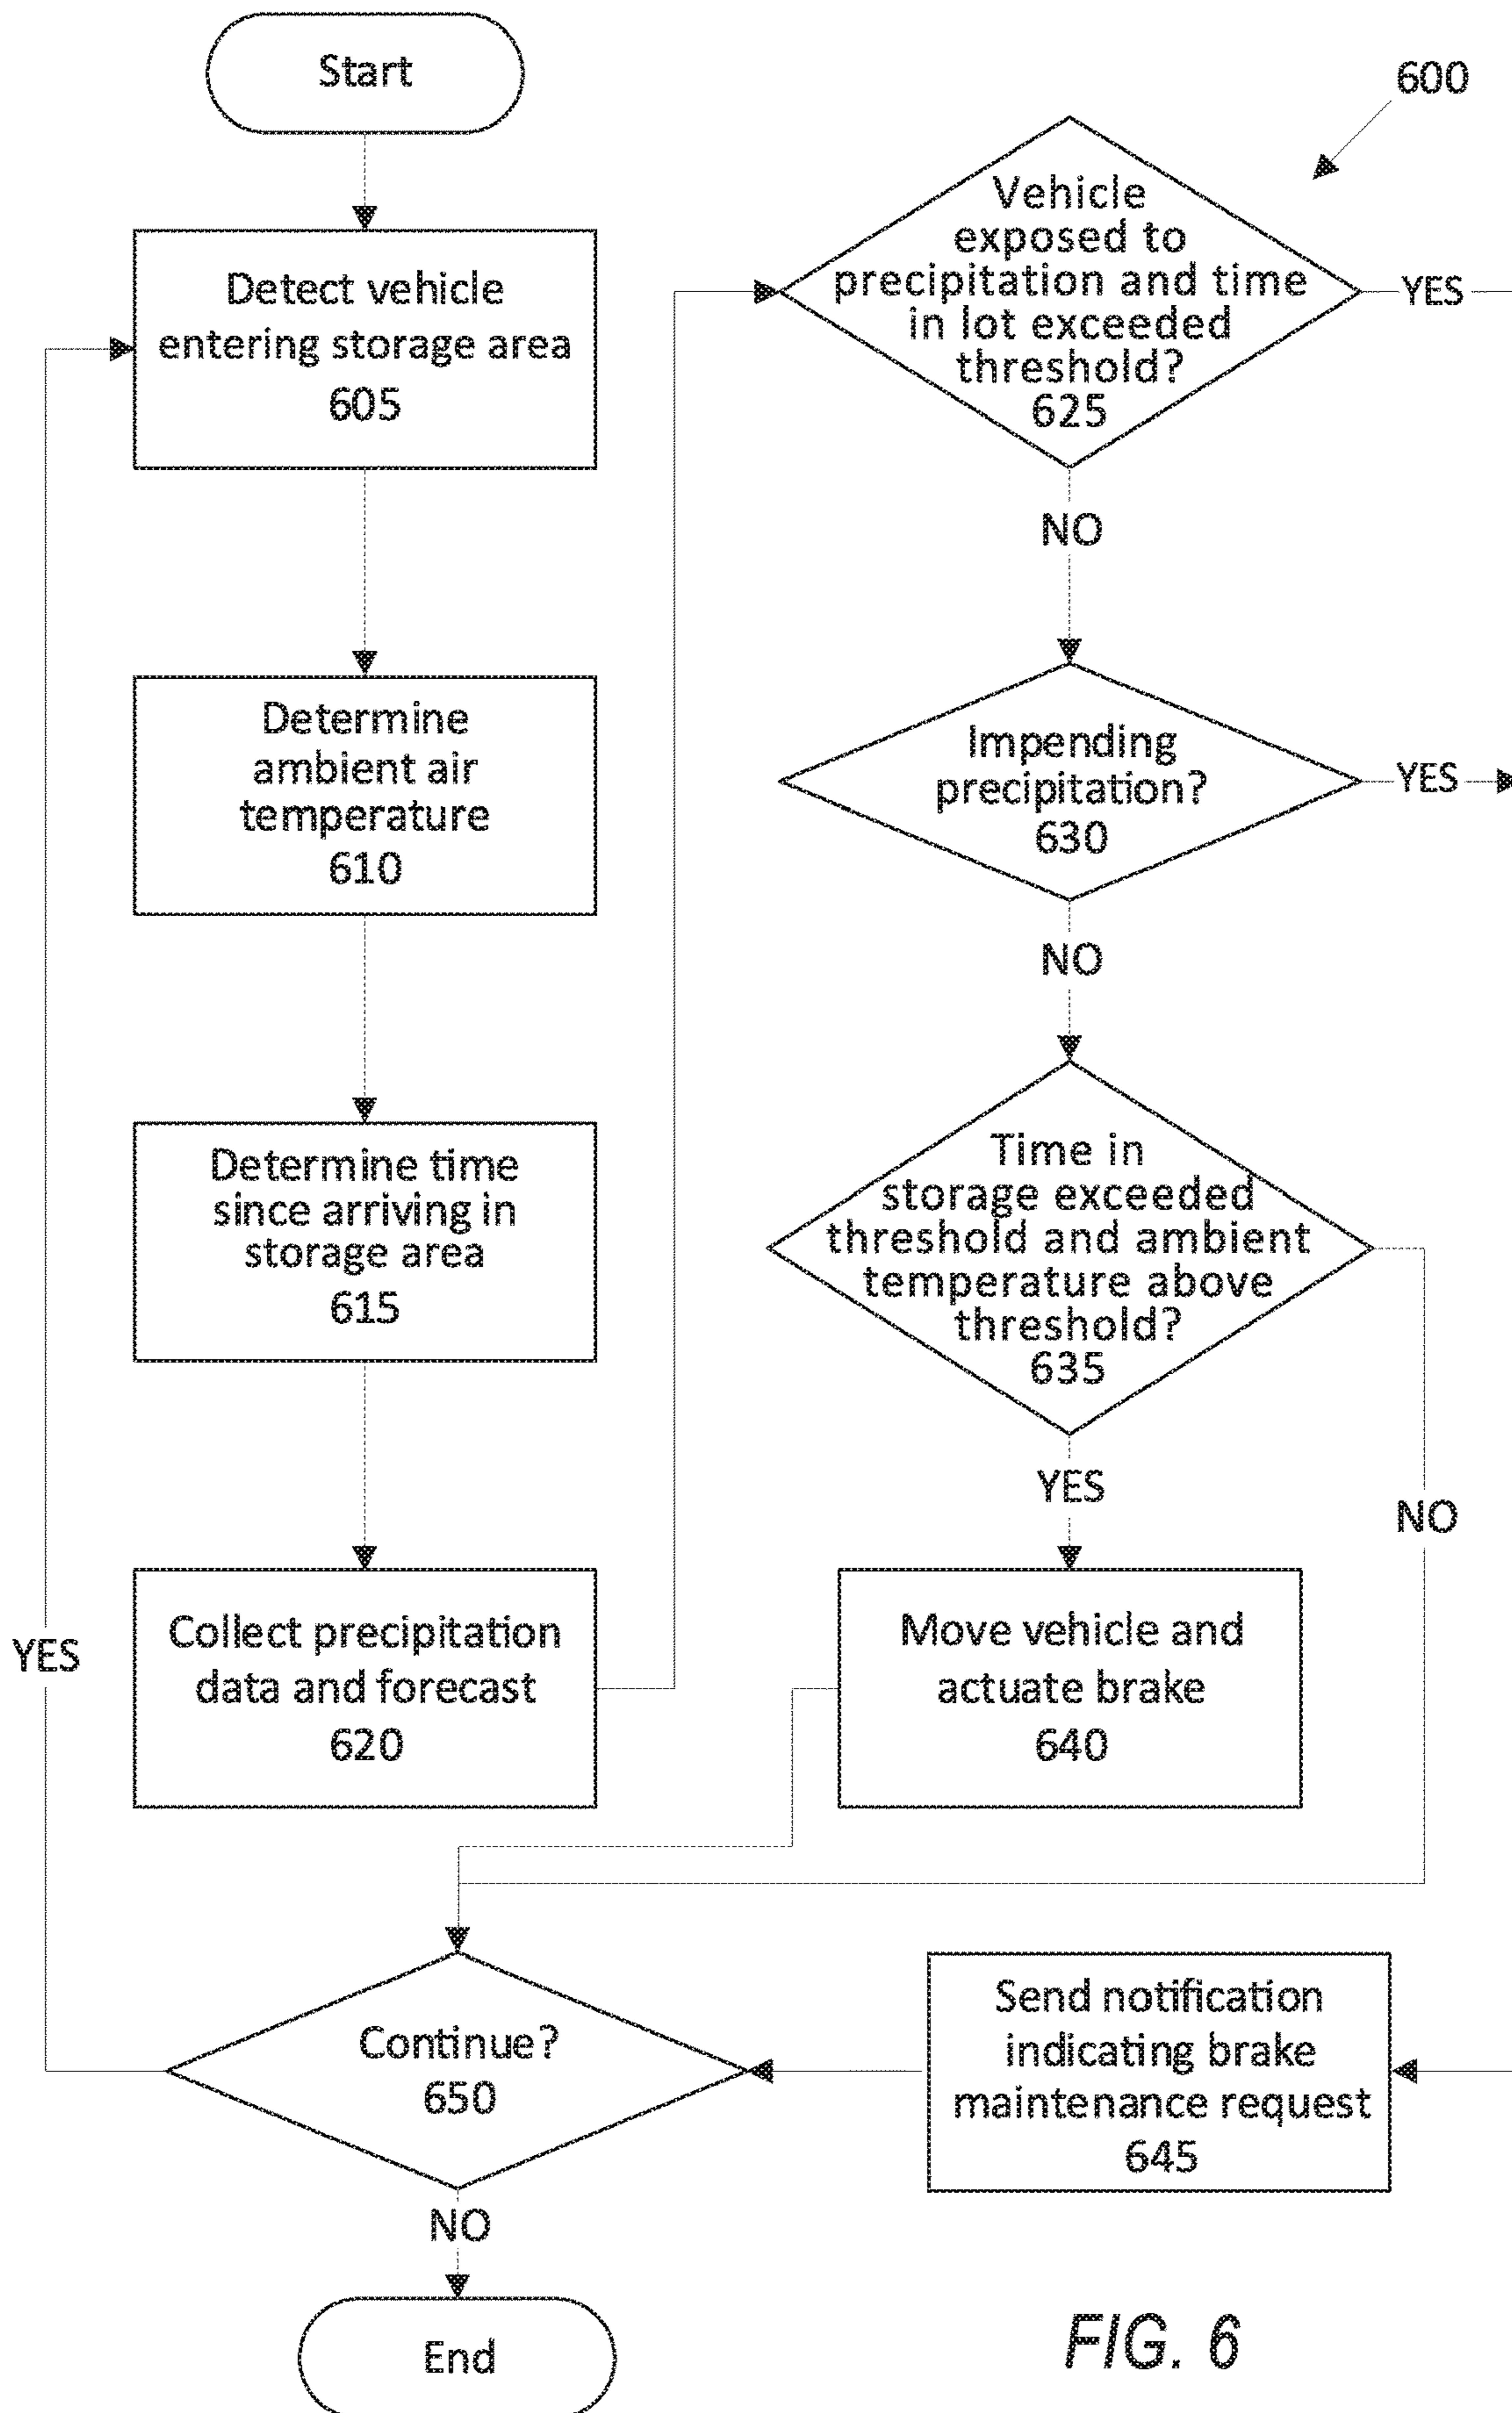 Start
Detect vehicle
entering storage area
605
Determine
ambient air
temperature
610
Determine time
since arriving in
storage area
615
Collect precipitation
data and forecast
620
600
Vehicle
exposed to
precipitation and time
in lot exceeded
threshold?
625
YES
NO
Impending
precipitation?
630
YES
NO
Time in
storage exceeded
threshold and ambient
temperature above
threshold?
635
YES
NO
Move vehicle and
actuate brake
640
Send notification
indicating brake
maintenance request
645
Continue?
650
YES
NO
End
FIG. 6